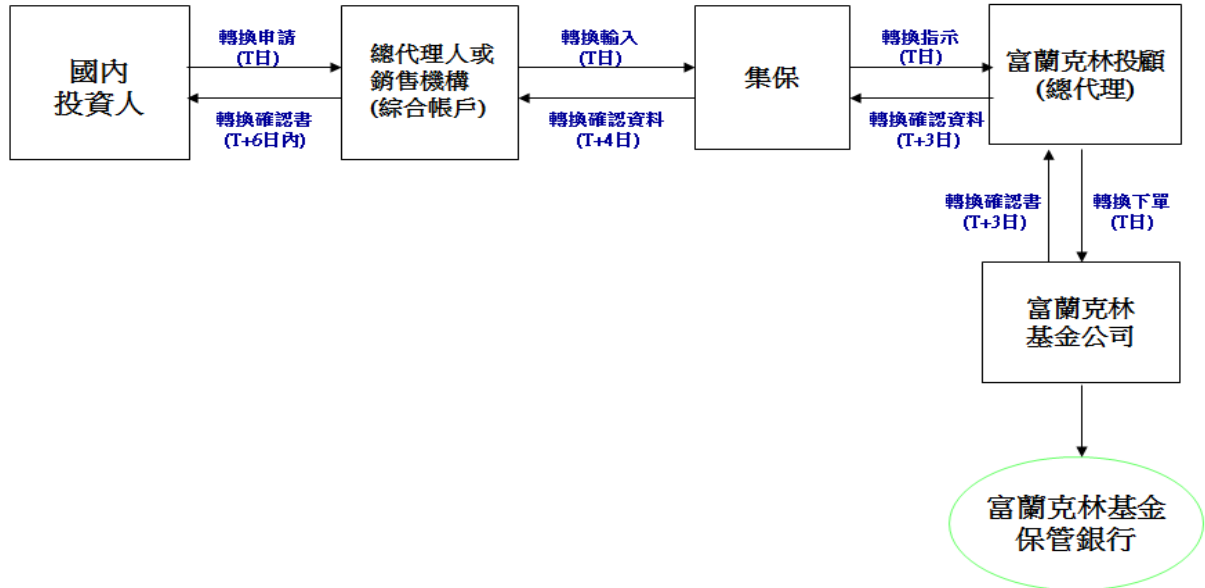 國內
投資人
轉換申請
(T日)
轉換確認書
(T+6日內)
總代理人或
銷售機構
(綜合帳戶)
轉換輸入
(T日)
轉換確認資料
(T+4日)
集保
轉換指示
(T日)
轉換確認資料
(T+3日)
富蘭克林投顧
(總代理)
轉換確認書
(T+3日)
轉換下單
(T日)
富蘭克林
基金公司
富蘭克林基金
保管銀行